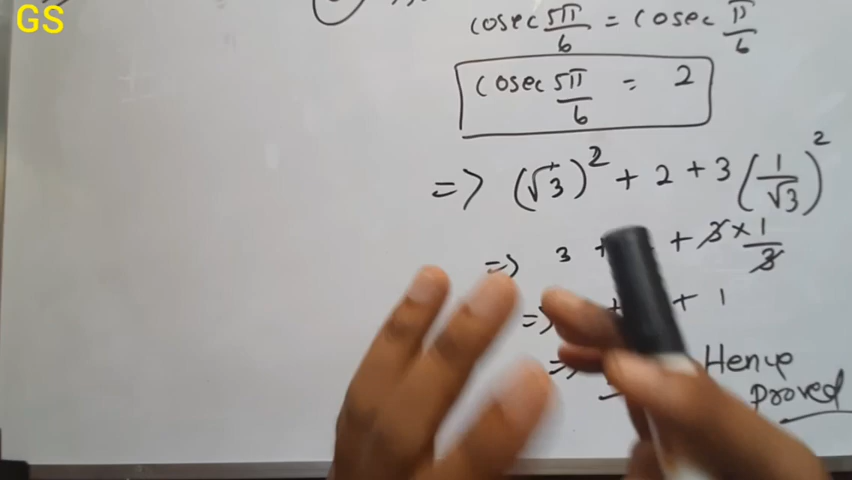 GS
cosec 5π/6 = cosec π/6
cosec 5π/6 = 2
=> (√3)² + 2 + 3 (1/√3)²
=> 3 + + 3 × 1/3
=> + + 1
=> Hence
proved